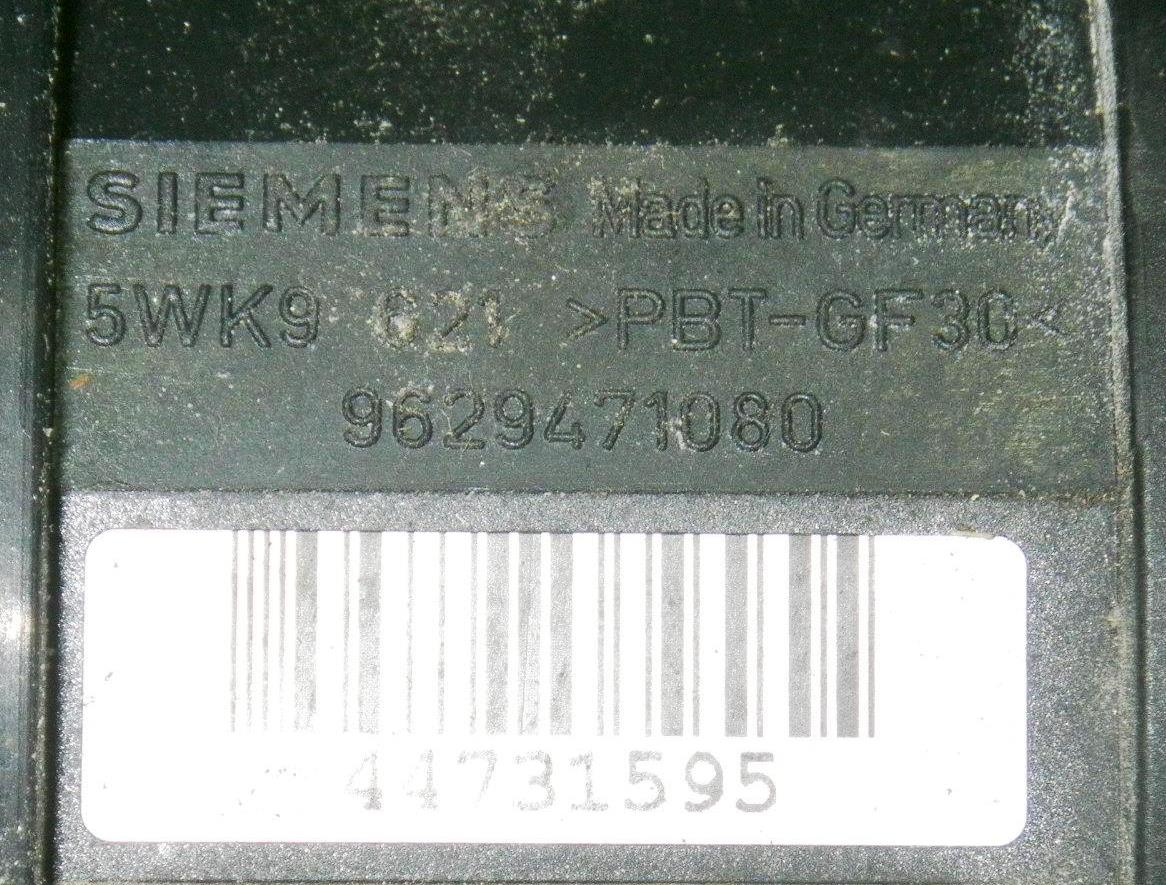 SIEMENS Made in Germany
5WK9 621 >PBT-GF30<
9629471080
44731595